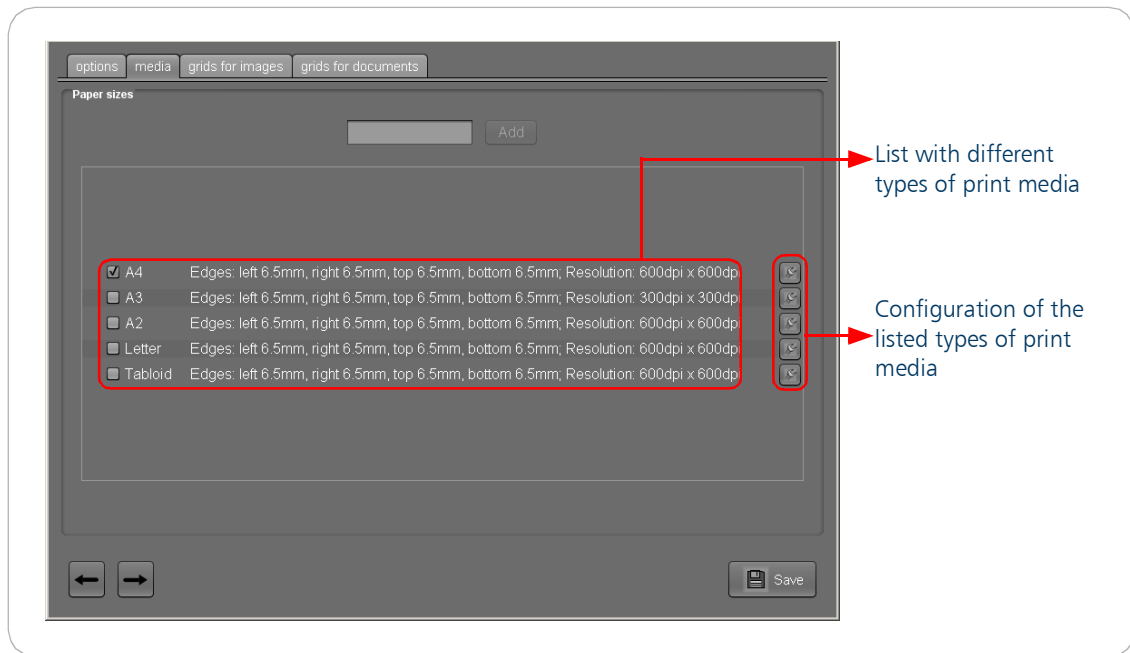 options media grids for images grids for documents
Paper sizes
Add
List with different
types of print media
A4 Edges: left 6.5mm, right 6.5mm, top 6.5mm, bottom 6.5mm; Resolution: 600dpi x 600dp
A3 Edges: left 6.5mm, right 6.5mm, top 6.5mm, bottom 6.5mm; Resolution: 300dpi x 300dp
A2 Edges: left 6.5mm, right 6.5mm, top 6.5mm, bottom 6.5mm; Resolution: 600dpi x 600dp
Letter Edges: left 6.5mm, right 6.5mm, top 6.5mm, bottom 6.5mm; Resolution: 600dpi x 600dp
Tabloid Edges: left 6.5mm, right 6.5mm, top 6.5mm, bottom 6.5mm; Resolution: 600dpi x 600dp
Configuration of the
listed types of print
media
Save